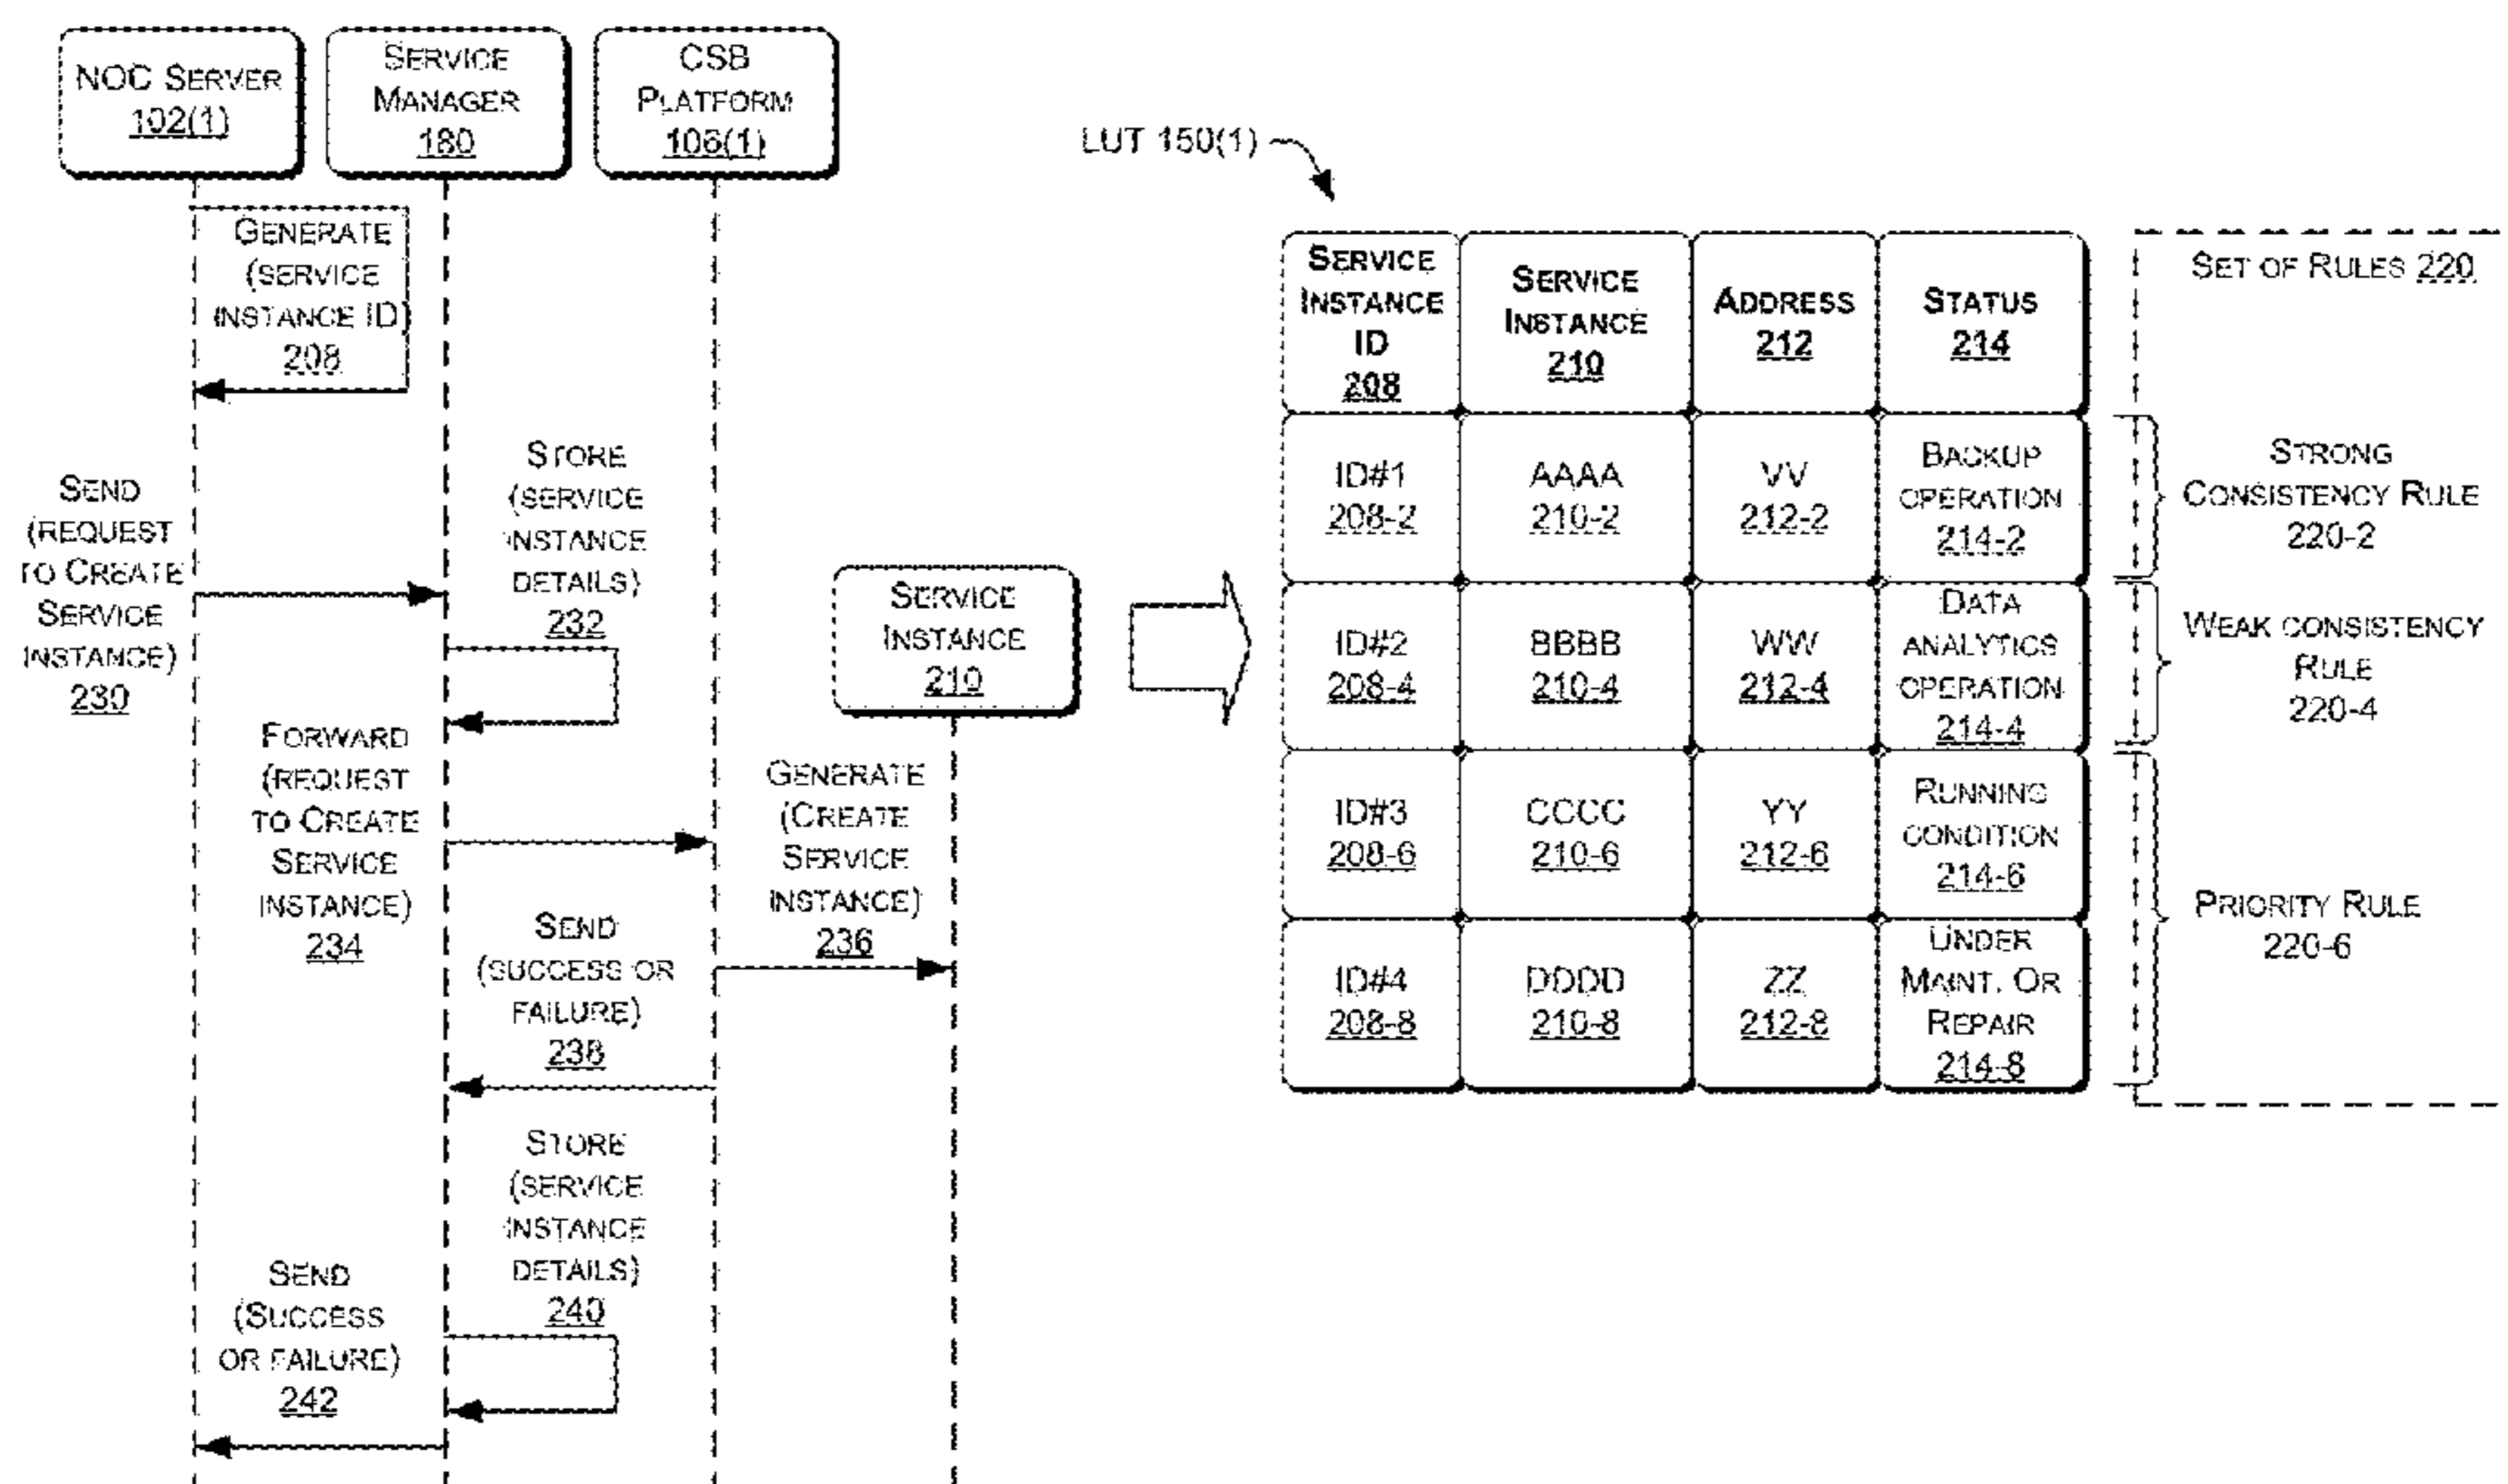 NOC SERVER
102(1)
SERVICE
MANAGER
180
CSB
PLATFORM
106(1)
GENERATE
(SERVICE
INSTANCE ID)
208
SEND
(REQUEST
TO CREATE
SERVICE
INSTANCE)
230
STORE
(SERVICE
INSTANCE
DETAILS)
232
FORWARD
(REQUEST
TO CREATE
SERVICE
INSTANCE)
234
SERVICE
INSTANCE
210
GENERATE
(CREATE
SERVICE
INSTANCE)
236
SEND
(SUCCESS OR
FAILURE)
238
STORE
(SERVICE
INSTANCE
DETAILS)
240
SEND
(SUCCESS
OR FAILURE)
242
LUT 150(1)
SERVICE
INSTANCE
ID
208
SERVICE
INSTANCE
210
ADDRESS
212
STATUS
214
ID#1
208-2
AAAA
210-2
VV
212-2
BACKUP
OPERATION
214-2
ID#2
208-4
BBBB
210-4
WW
212-4
DATA
ANALYTICS
OPERATION
214-4
ID#3
208-6
CCCC
210-6
YY
212-6
RUNNING
CONDITION
214-6
ID#4
208-8
DDDD
210-8
ZZ
212-8
UNDER
MAINT. OR
REPAIR
214-8
SET OF RULES 220
STRONG
CONSISTENCY RULE
220-2
WEAK CONSISTENCY
RULE
220-4
PRIORITY RULE
220-6